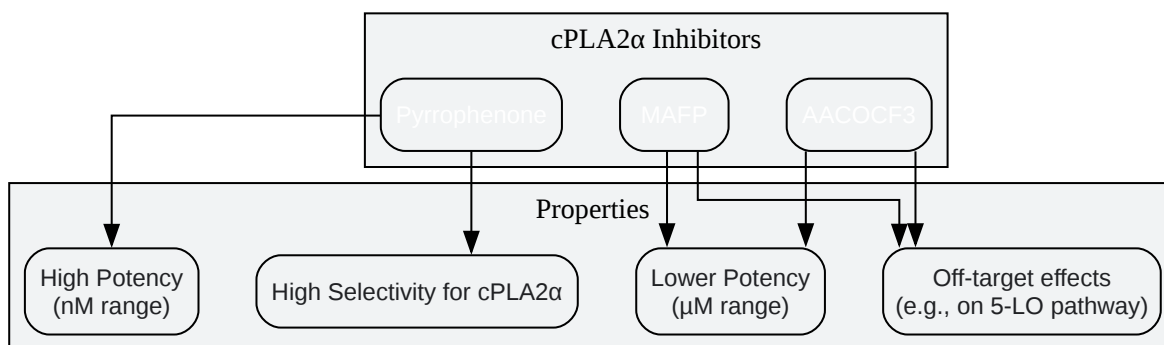 cPLA2α Inhibitors
Pyrrophenone
MAFP
AACOCF3
Properties
High Potency
(nM range)
High Selectivity for cPLA2α
Lower Potency
(µM range)
Off-target effects
(e.g., on 5-LO pathway)